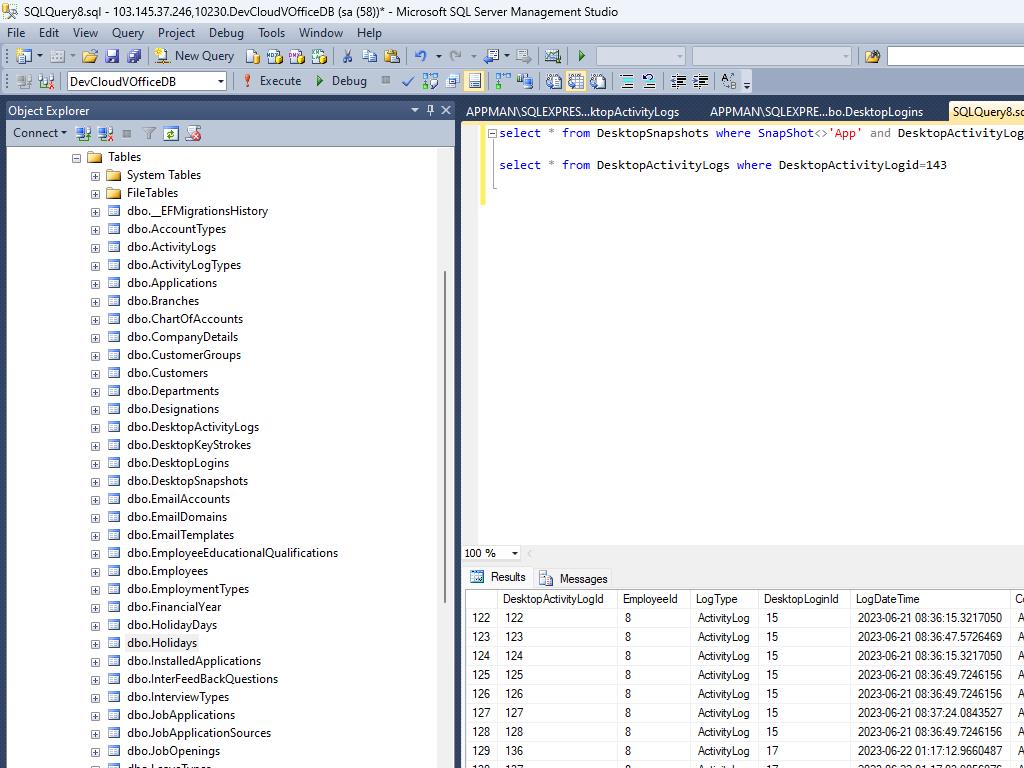 SQLQuery8.sql - 103.145.37.246,10230.DevCloudVOfficeDB (sa (58))* - Microsoft SQL Server Management Studio
File Edit View Query Project Debug Tools Window Help
New Query
DevCloudVOfficeDB Execute Debug
Object Explorer
APPMAN\SQLEXPRES...ktopActivityLogs APPMAN\SQLEXPRE...bo.DesktopLogins SQLQuery8.sq
Connect
select * from DesktopSnapshots where SnapShot<>'App' and DesktopActivityLog
select * from DesktopActivityLogs where DesktopActivityLogid=143
Tables
System Tables
FileTables
dbo.__EFMigrationsHistory
dbo.AccountTypes
dbo.ActivityLogs
dbo.ActivityLogTypes
dbo.Applications
dbo.Branches
dbo.ChartOfAccounts
dbo.CompanyDetails
dbo.CustomerGroups
dbo.Customers
dbo.Departments
dbo.Designations
dbo.DesktopActivityLogs
dbo.DesktopKeyStrokes
dbo.DesktopLogins
dbo.DesktopSnapshots
dbo.EmailAccounts
dbo.EmailDomains
dbo.EmailTemplates
dbo.EmployeeEducationalQualifications
dbo.Employees
dbo.EmploymentTypes
dbo.FinancialYear
dbo.HolidayDays
dbo.Holidays
dbo.InstalledApplications
dbo.InterFeedBackQuestions
dbo.InterviewTypes
dbo.JobApplications
dbo.JobApplicationSources
dbo.JobOpenings
100 %
Results Messages
DesktopActivityLogId EmployeeId LogType DesktopLoginId LogDateTime
122 122 8 ActivityLog 15 2023-06-21 08:36:15.3217050
123 123 8 ActivityLog 15 2023-06-21 08:36:47.5726469
124 124 8 ActivityLog 15 2023-06-21 08:36:15.3217050
125 125 8 ActivityLog 15 2023-06-21 08:36:49.7246156
126 126 8 ActivityLog 15 2023-06-21 08:36:49.7246156
127 127 8 ActivityLog 15 2023-06-21 08:37:24.0843527
128 128 8 ActivityLog 15 2023-06-21 08:36:49.7246156
129 136 8 ActivityLog 17 2023-06-22 01:17:12.9660487